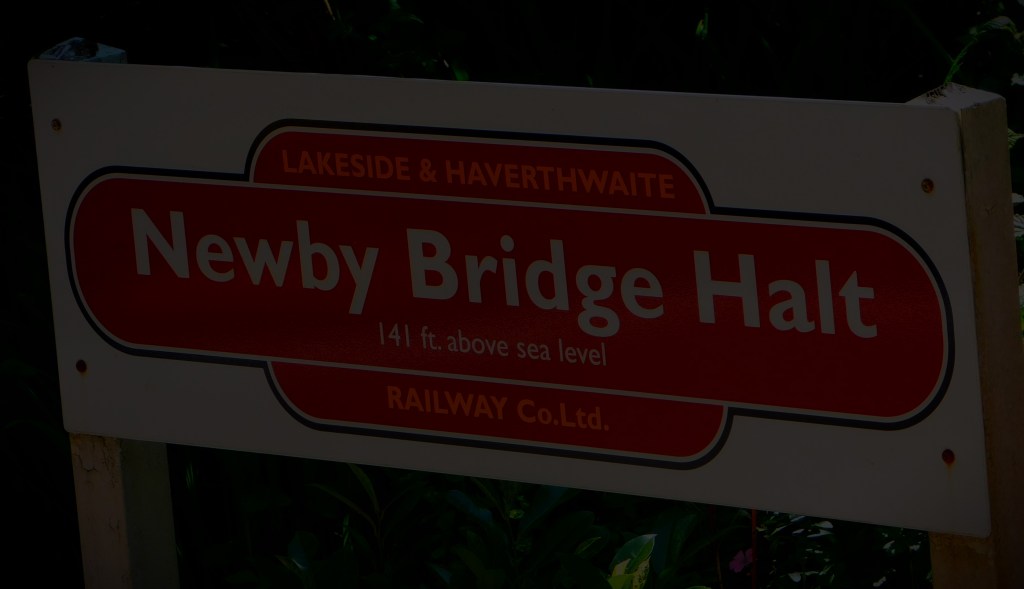 LAKESIDE & HAVERTHWAITE
Newby Bridge Halt
141 ft. above sea level
RAILWAY Co.Ltd.